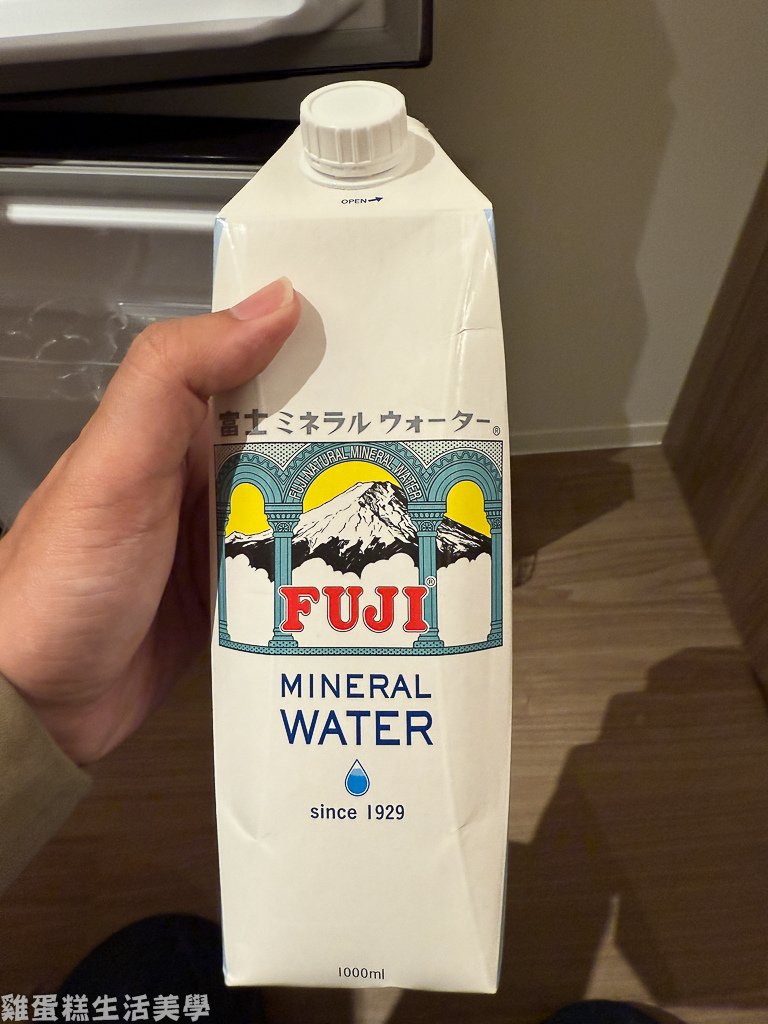 OPEN
富士ミネラルウォーター®
FUJI NATURAL MINERAL WATER
FUJI®
MINERAL
WATER
since 1929
1000ml
雞蛋糕生活美學